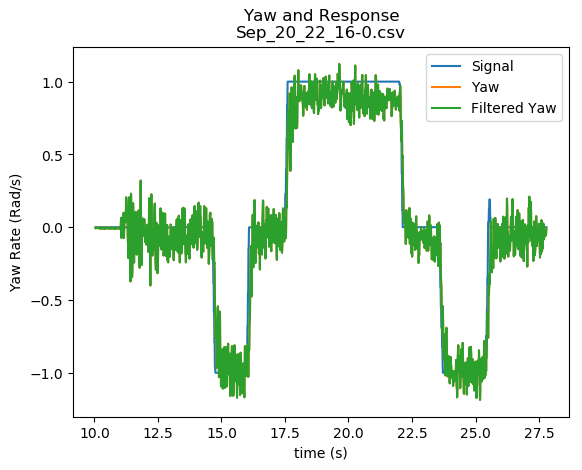 Yaw and Response
Sep_20_22_16-0.csv
Signal
Yaw
Filtered Yaw
Yaw Rate (Rad/s)
1.0
0.5
0.0
−0.5
−1.0
10.0 12.5 15.0 17.5 20.0 22.5 25.0 27.5
time (s)